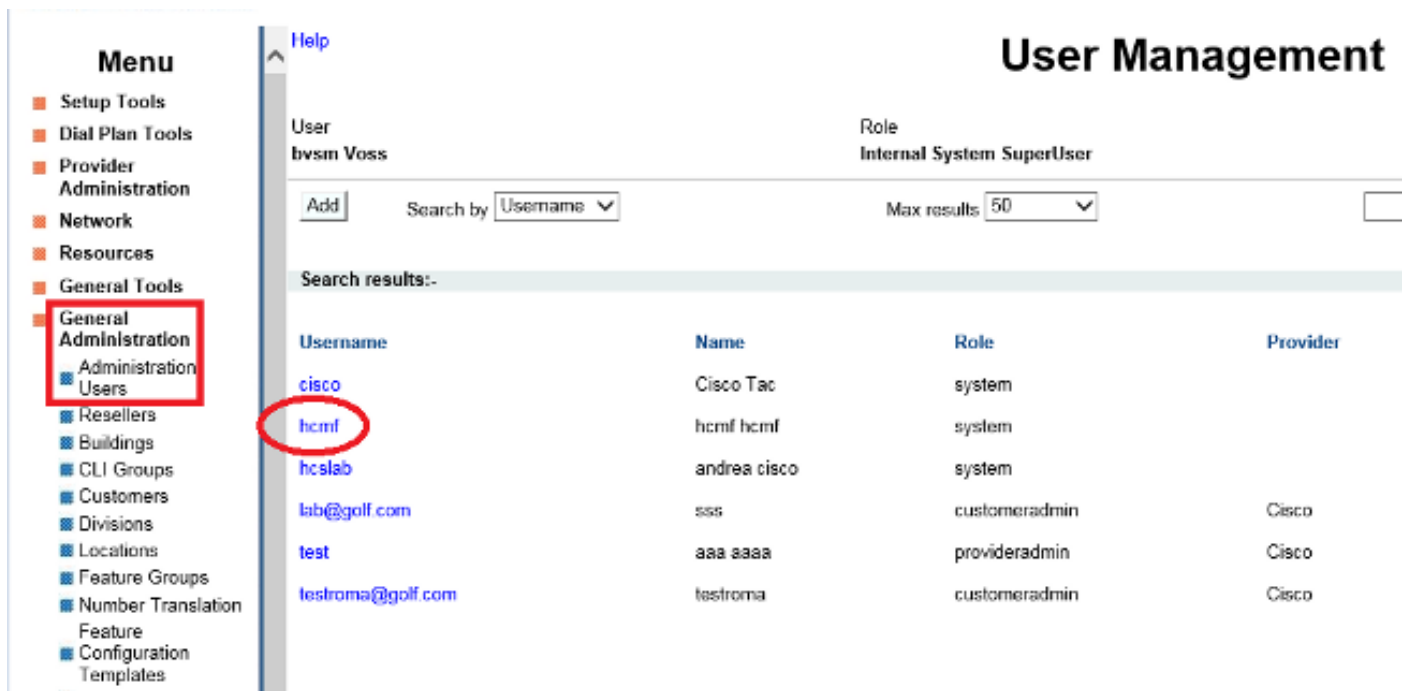 Menu
Setup Tools
Dial Plan Tools
Provider
Administration
Network
Resources
General Tools
General
Administration
Administration
Users
Resellers
Buildings
CLI Groups
Customers
Divisions
Locations
Feature Groups
Number Translation
Feature
Configuration
Templates
Help
User Management
User Role
bvsm Voss Internal System SuperUser
Add Search by Username Max results 50
Search results:-
Username Name Role Provider
cisco Cisco Tac system
hcmf hcmf hcmf system
hcslab andrea cisco system
lab@golf.com sss customeradmin Cisco
test aaa aaaa provideradmin Cisco
testroma@golf.com testroma customeradmin Cisco